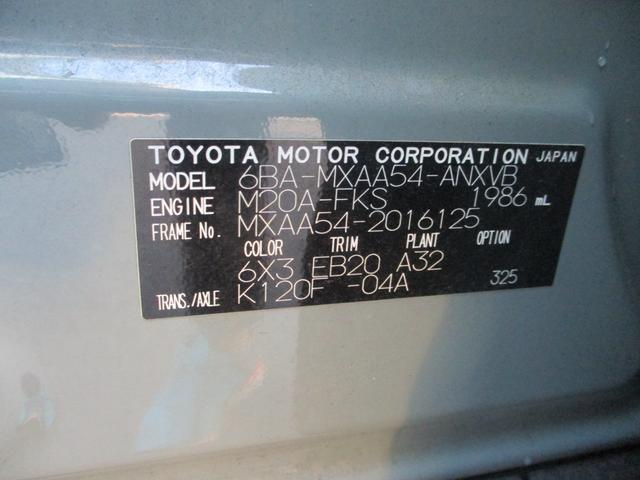 TOYOTA MOTOR CORPORATION JAPAN
MODEL 6BA-MXAA54-ANXVB
ENGINE M20A-FKS 1986 mL
FRAME No. MXAA54-2016125
COLOR TRIM PLANT OPTION
6X3 EB20 A32
TRANS./AXLE K120F -04A 325